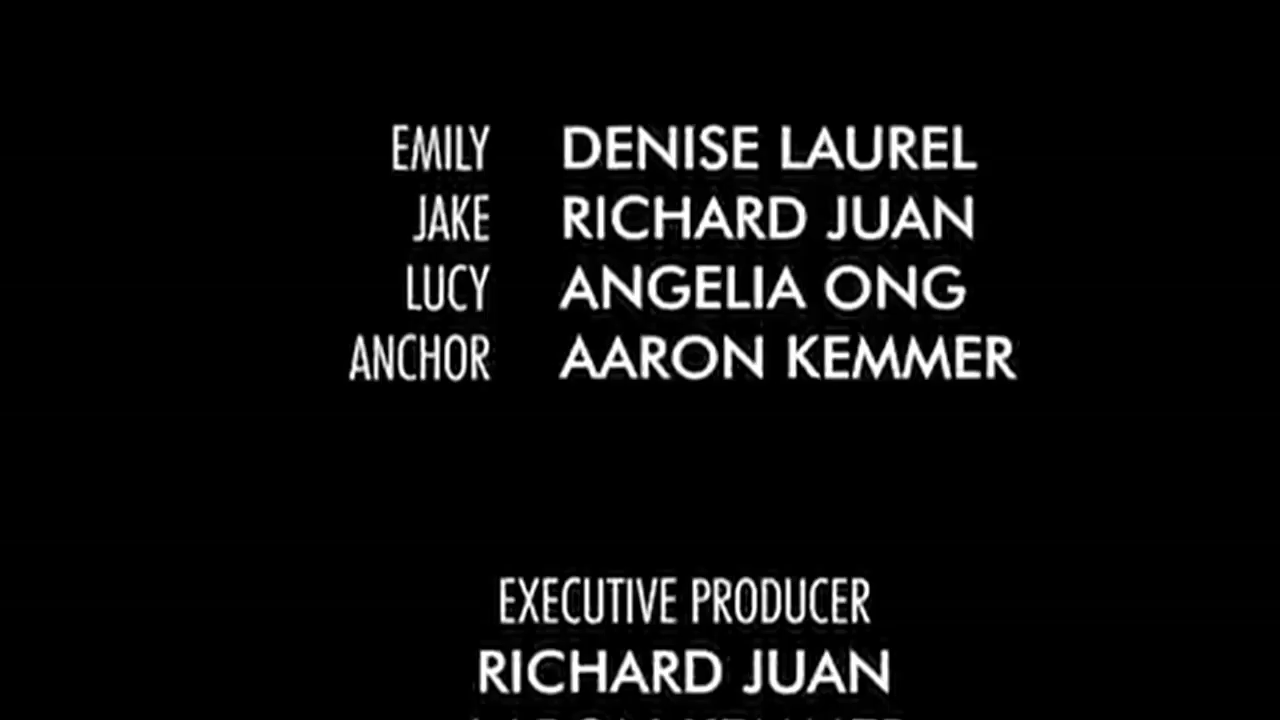 EMILY DENISE LAUREL
JAKE RICHARD JUAN
LUCY ANGELIA ONG
ANCHOR AARON KEMMER
EXECUTIVE PRODUCER
RICHARD JUAN